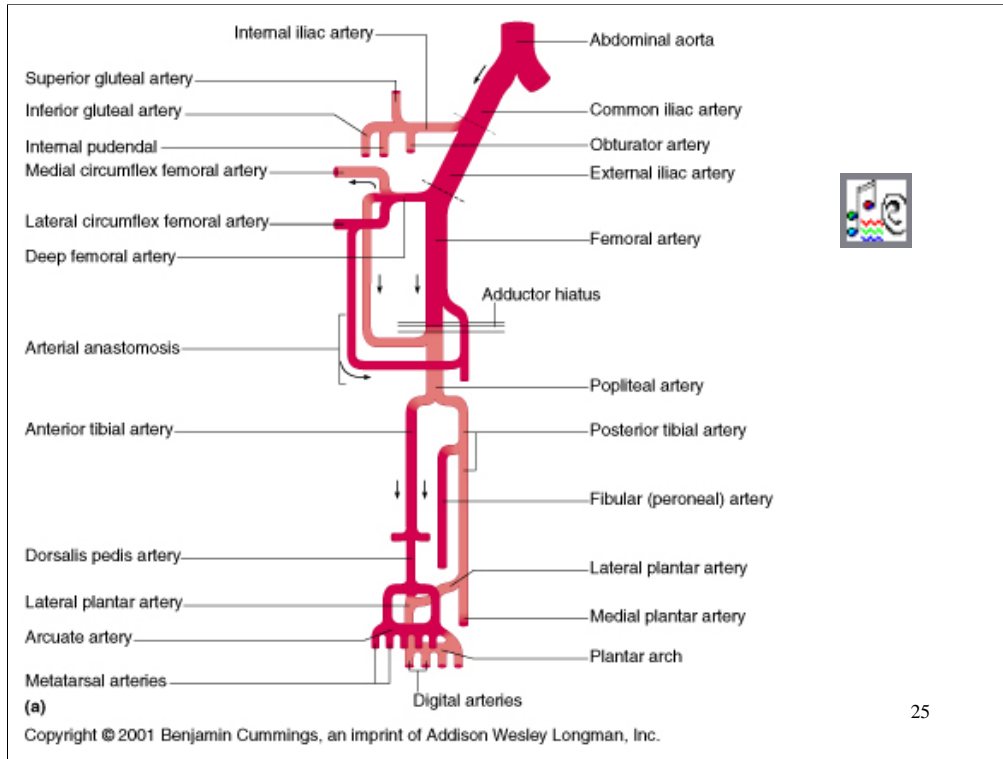 Internal iliac artery
Abdominal aorta
Superior gluteal artery
Inferior gluteal artery
Common iliac artery
Internal pudendal
Obturator artery
Medial circumflex femoral artery
External iliac artery
Lateral circumflex femoral artery
Femoral artery
Deep femoral artery
Adductor hiatus
Arterial anastomosis
Popliteal artery
Anterior tibial artery
Posterior tibial artery
Fibular (peroneal) artery
Dorsalis pedis artery
Lateral plantar artery
Lateral plantar artery
Medial plantar artery
Arcuate artery
Plantar arch
Metatarsal arteries
Digital arteries
(a)
25
Copyright © 2001 Benjamin Cummings, an imprint of Addison Wesley Longman, Inc.